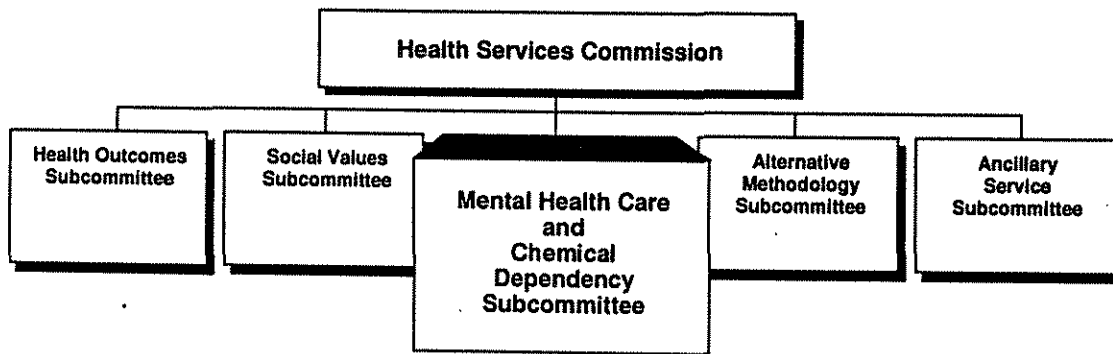 Health Services Commission
Health Outcomes
Subcommittee
Social Values
Subcommittee
Mental Health Care
and
Chemical
Dependency
Subcommittee
Alternative
Methodology
Subcommittee
Ancillary
Service
Subcommittee